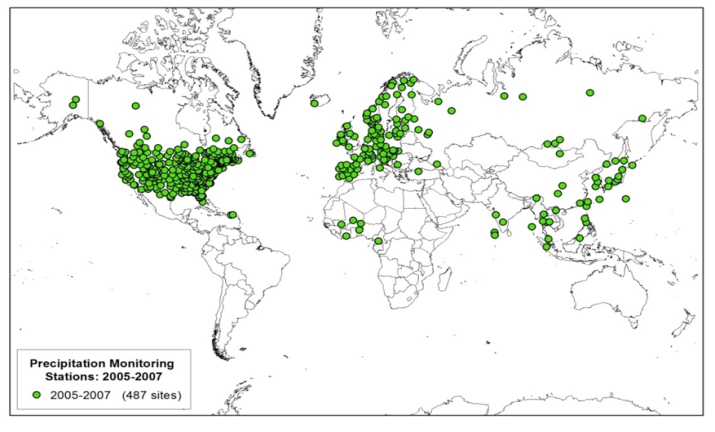 Precipitation Monitoring
Stations: 2005-2007
2005-2007 (487 sites)